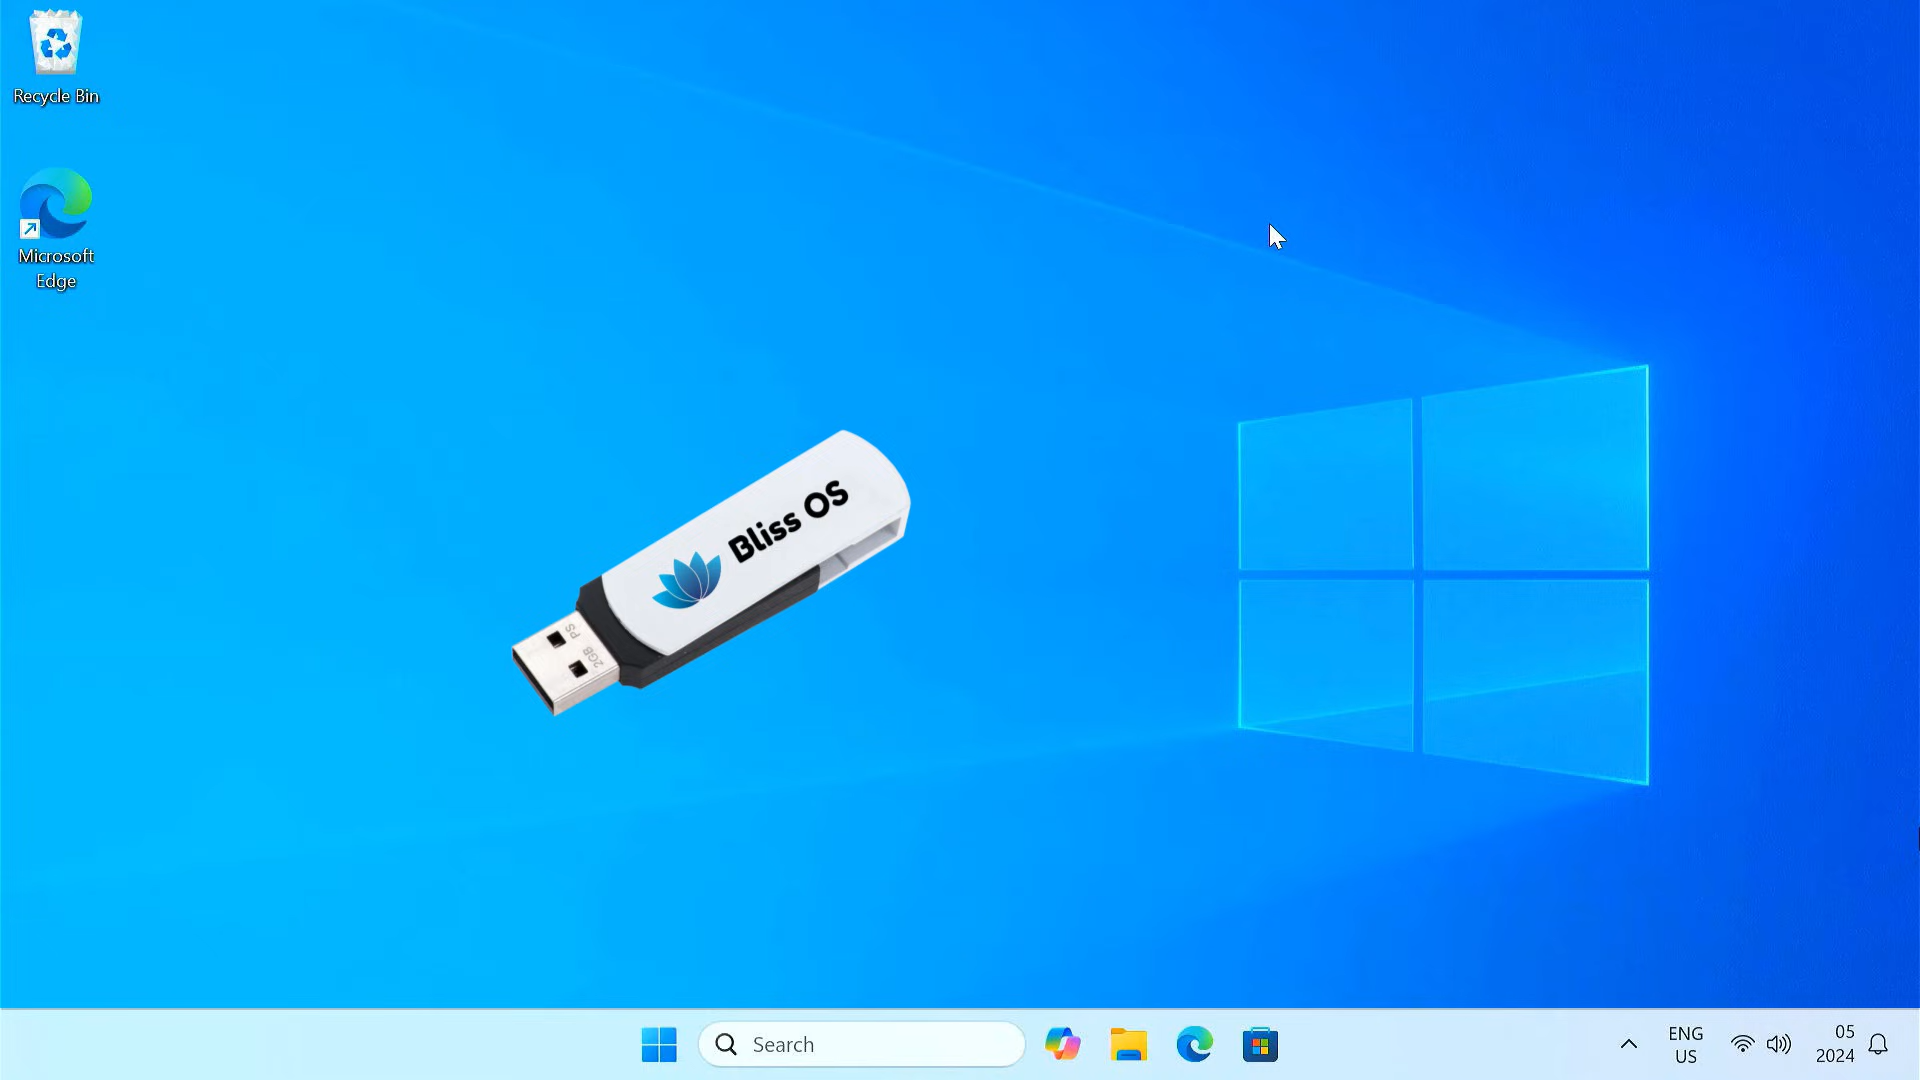 Recycle Bin
Microsoft
Edge
Bliss OS
PS
2GB
Search
ENG
US
05
2024